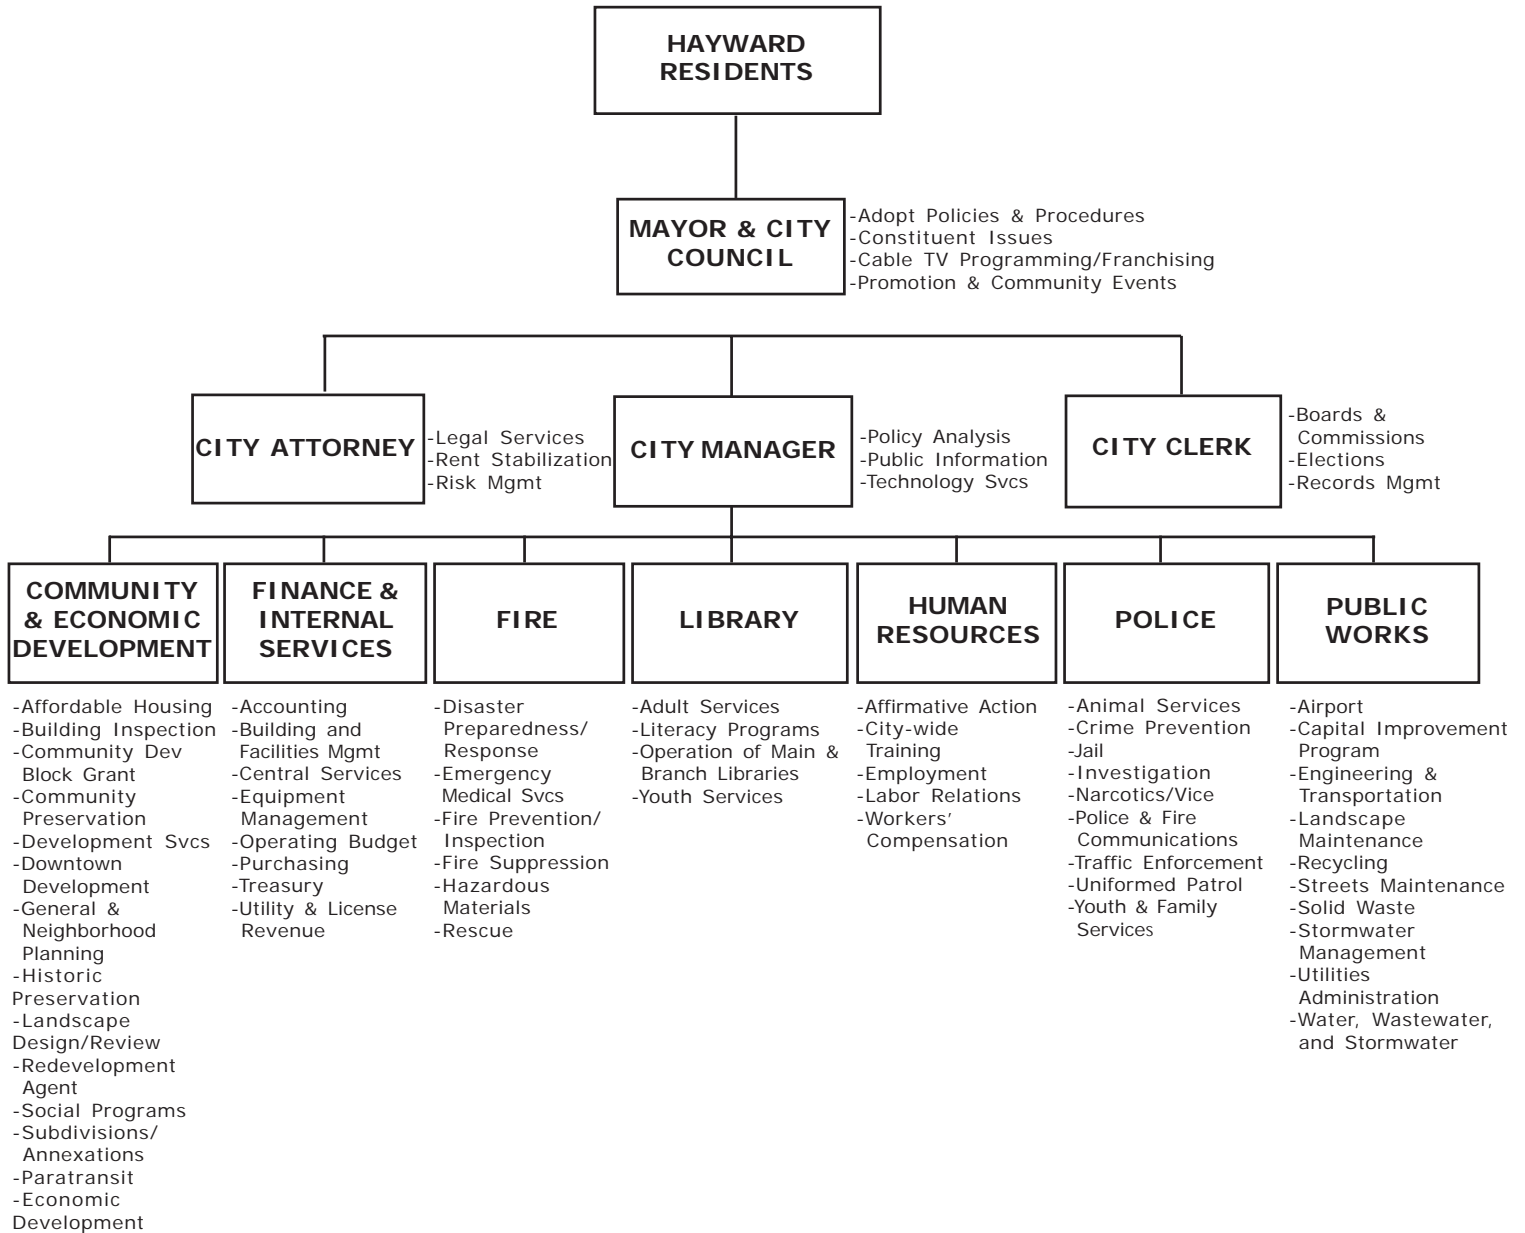 HAYWARD
RESIDENTS
MAYOR & CITY
COUNCIL
-Adopt Policies & Procedures
-Constituent Issues
-Cable TV Programming/Franchising
-Promotion & Community Events
CITY ATTORNEY
-Legal Services
-Rent Stabilization
-Risk Mgmt
CITY MANAGER
-Policy Analysis
-Public Information
-Technology Svcs
CITY CLERK
-Boards &
Commissions
-Elections
-Records Mgmt
COMMUNITY
& ECONOMIC
DEVELOPMENT
-Affordable Housing
-Building Inspection
-Community Dev
Block Grant
-Community
Preservation
-Development Svcs
-Downtown
Development
-General &
Neighborhood
Planning
-Historic
Preservation
-Landscape
Design/Review
-Redevelopment
Agent
-Social Programs
-Subdivisions/
Annexations
-Paratransit
-Economic
Development
FINANCE &
INTERNAL
SERVICES
-Accounting
-Building and
Facilities Mgmt
-Central Services
-Equipment
Management
-Operating Budget
-Purchasing
-Treasury
-Utility & License
Revenue
FIRE
-Disaster
Preparedness/
Response
-Emergency
Medical Svcs
-Fire Prevention/
Inspection
-Fire Suppression
-Hazardous
Materials
-Rescue
LIBRARY
-Adult Services
-Literacy Programs
-Operation of Main &
Branch Libraries
-Youth Services
HUMAN
RESOURCES
-Affirmative Action
-City-wide
Training
-Employment
-Labor Relations
-Workers’
Compensation
POLICE
-Animal Services
-Crime Prevention
-Jail
-Investigation
-Narcotics/Vice
-Police & Fire
Communications
-Traffic Enforcement
-Uniformed Patrol
-Youth & Family
Services
PUBLIC
WORKS
-Airport
-Capital Improvement
Program
-Engineering &
Transportation
-Landscape
Maintenance
-Recycling
-Streets Maintenance
-Solid Waste
-Stormwater
Management
-Utilities
Administration
-Water, Wastewater,
and Stormwater